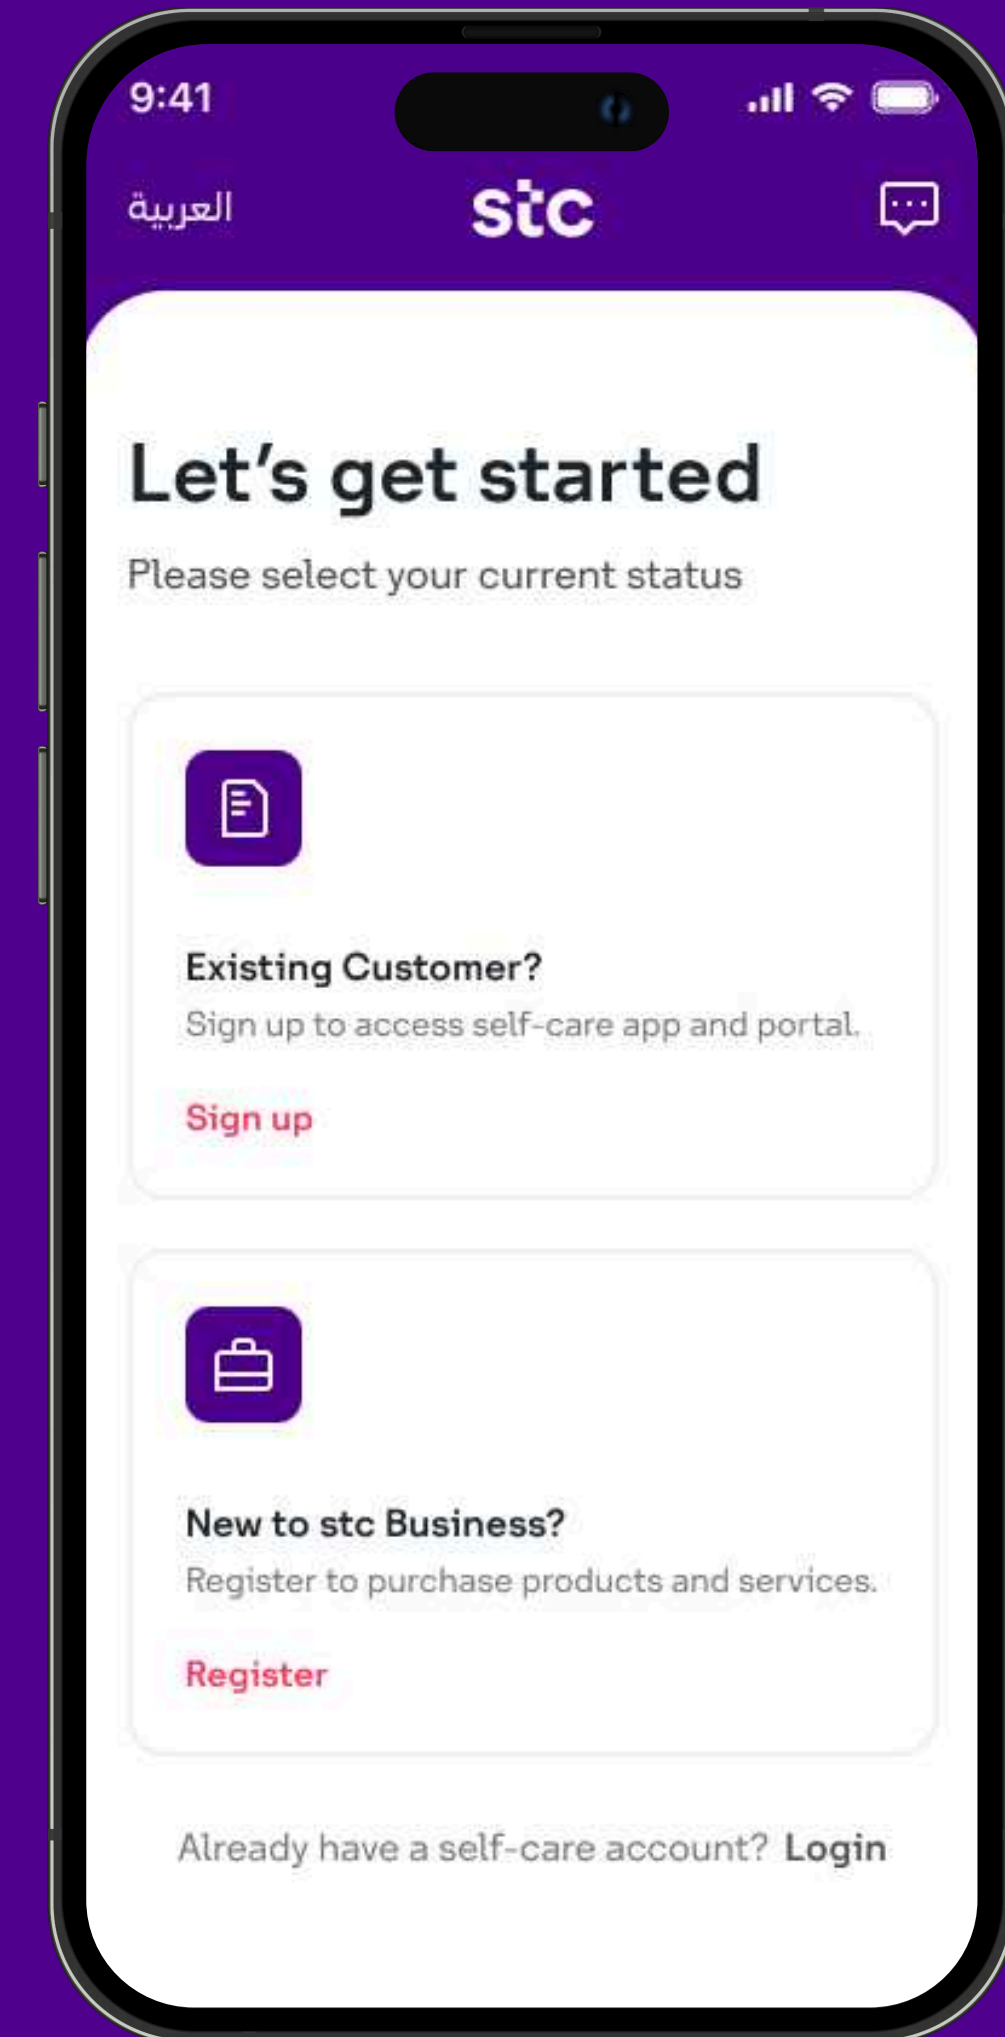 9:41
العربية
stc
Let's get started
Please select your current status
Existing Customer?
Sign up to access self-care app and portal.
Sign up
New to stc Business?
Register to purchase products and services.
Register
Already have a self-care account? Login